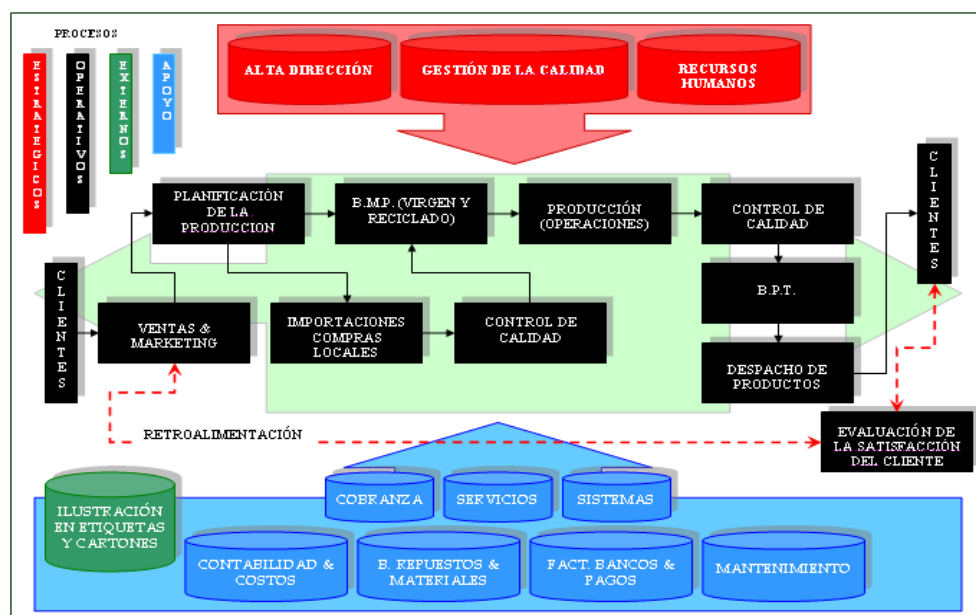 PROCESOS
ESTRATEGICOS
OPERATIVOS
EXTERNOS
APOYO
ALTA DIRECCIÓN
GESTIÓN DE LA CALIDAD
RECURSOS
HUMANOS
CLIENTES
PLANIFICACIÓN
DE LA
PRODUCCION
B.M.P. (VIRGEN Y
RECICLADO)
PRODUCCIÓN
(OPERACIONES)
CONTROL DE
CALIDAD
CLIENTES
VENTAS &
MARKETING
IMPORTACIONES
COMPRAS
LOCALES
CONTROL DE
CALIDAD
B.P.T.
DESPACHO DE
PRODUCTOS
RETROALIMENTACIÓN
EVALUACIÓN DE
LA SATISFACCIÓN
DEL CLIENTE
ILUSTRACIÓN
EN ETIQUETAS
Y CARTONES
COBRANZA
SERVICIOS
SISTEMAS
CONTABILIDAD &
COSTOS
B. REPUESTOS &
MATERIALES
FACT. BANCOS &
PAGOS
MANTENIMIENTO